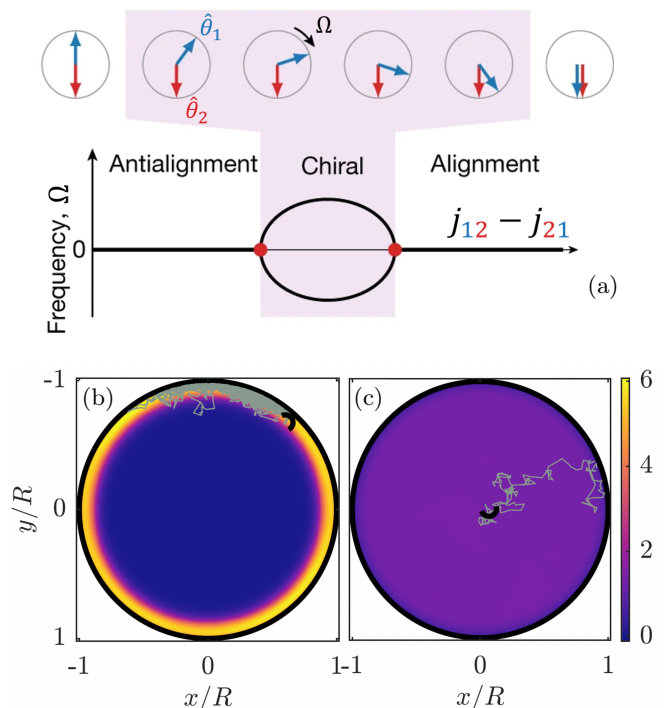 Ω
θ̂₁
θ̂₂
Antialignment Chiral Alignment
Frequency, Ω
0
j₁₂ − j₂₁
(a)
-1
0
1
y/R
(b)
-1 0 1
x/R
(c)
-1 0 1
x/R
6
4
2
0